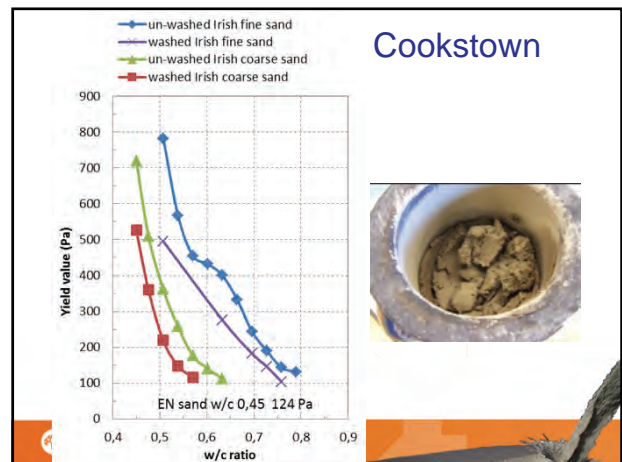 un-washed Irish fine sand
washed Irish fine sand
un-washed Irish coarse sand
washed Irish coarse sand
Cookstown
900
800
700
600
500
400
300
200
100
0
Yield value (Pa)
EN sand w/c 0,45 124 Pa
0,4 0,5 0,6 0,7 0,8 0,9
w/c ratio